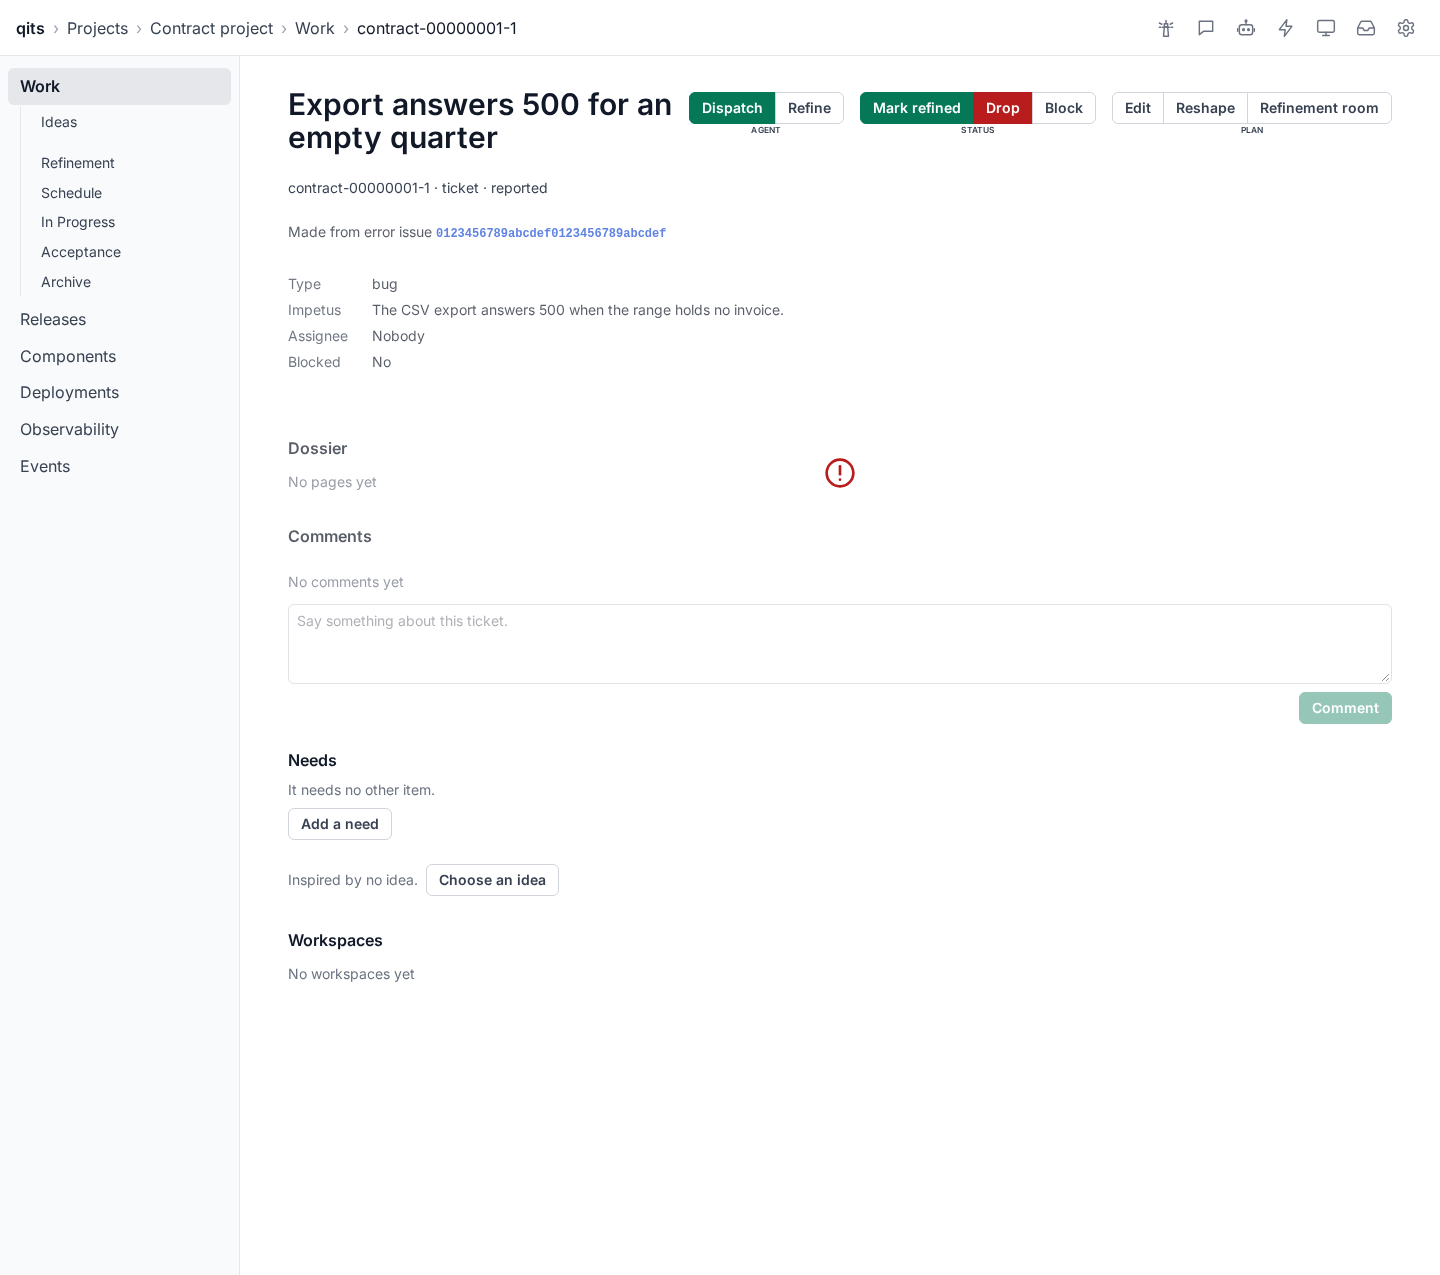 qits › Projects › Contract project › Work › contract-00000001-1
Work
Ideas
Refinement
Schedule
In Progress
Acceptance
Archive
Releases
Components
Deployments
Observability
Events
Export answers 500 for an
empty quarter
Dispatch Refine
AGENT
Mark refined Drop Block
STATUS
Edit Reshape Refinement room
PLAN
contract-00000001-1 · ticket · reported
Made from error issue 0123456789abcdef0123456789abcdef
Type bug
Impetus The CSV export answers 500 when the range holds no invoice.
Assignee Nobody
Blocked No
Dossier
No pages yet
Comments
No comments yet
Say something about this ticket.
Comment
Needs
It needs no other item.
Add a need
Inspired by no idea. Choose an idea
Workspaces
No workspaces yet